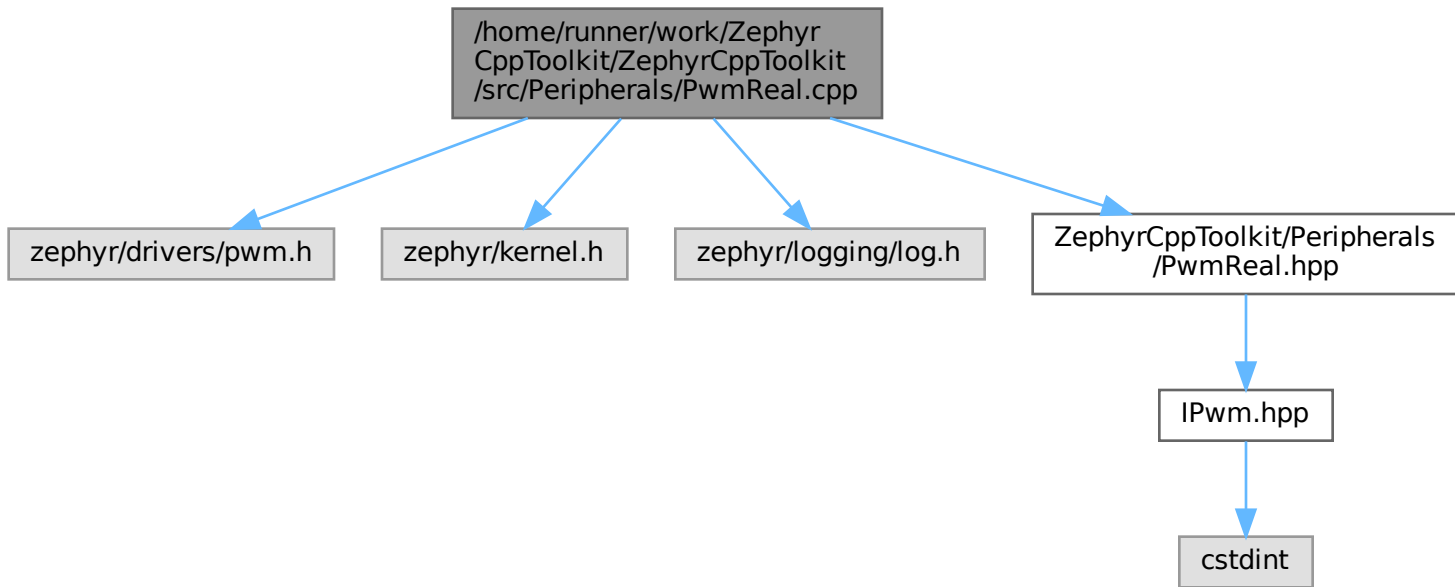 /home/runner/work/Zephyr
CppToolkit/ZephyrCppToolkit
/src/Peripherals/PwmReal.cpp
zephyr/drivers/pwm.h
zephyr/kernel.h
zephyr/logging/log.h
ZephyrCppToolkit/Peripherals
/PwmReal.hpp
IPwm.hpp
cstdint